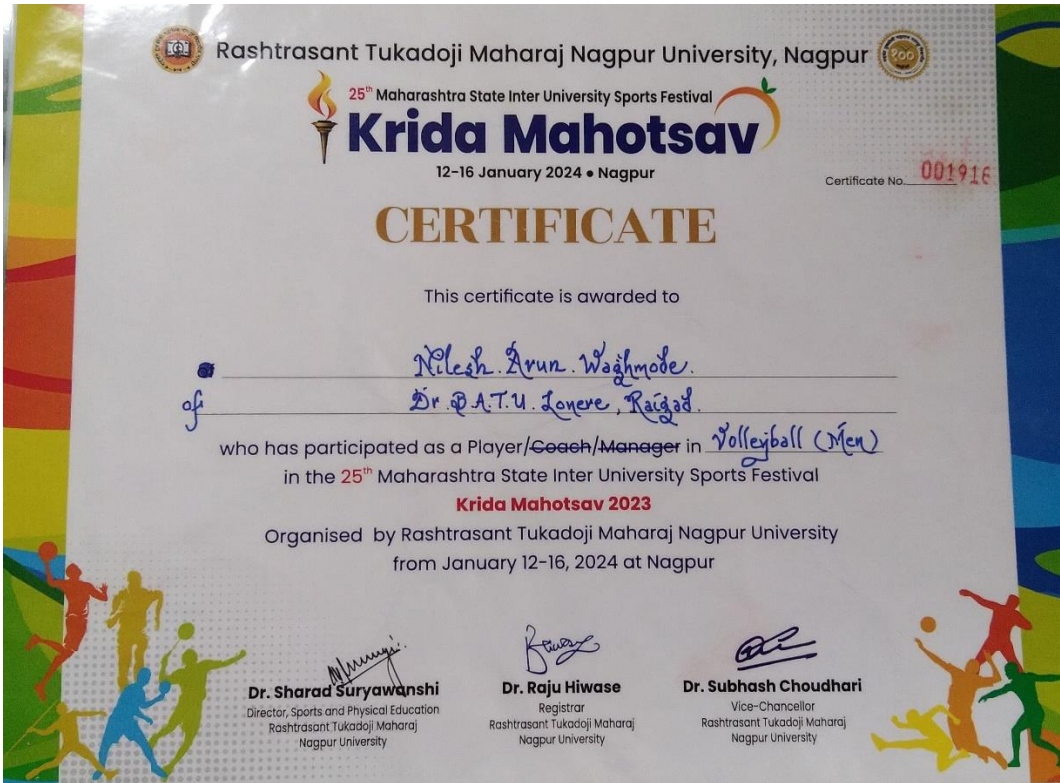 Rashtrasant Tukadoji Maharaj Nagpur University, Nagpur
१००
25th Maharashtra State Inter University Sports Festival
Krida Mahotsav
12-16 January 2024 • Nagpur
Certificate No. 001916
CERTIFICATE
This certificate is awarded to
Nilesh. Arun. Waghmode.
of Dr. B.A.T.U. Lonere, Raigad.
who has participated as a Player/Coach/Manager in Volleyball (Men)
in the 25th Maharashtra State Inter University Sports Festival
Krida Mahotsav 2023
Organised by Rashtrasant Tukadoji Maharaj Nagpur University
from January 12-16, 2024 at Nagpur
Dr. Sharad Suryawanshi
Director, Sports and Physical Education
Rashtrasant Tukadoji Maharaj
Nagpur University
Dr. Raju Hiwase
Registrar
Rashtrasant Tukadoji Maharaj
Nagpur University
Dr. Subhash Choudhari
Vice-Chancellor
Rashtrasant Tukadoji Maharaj
Nagpur University